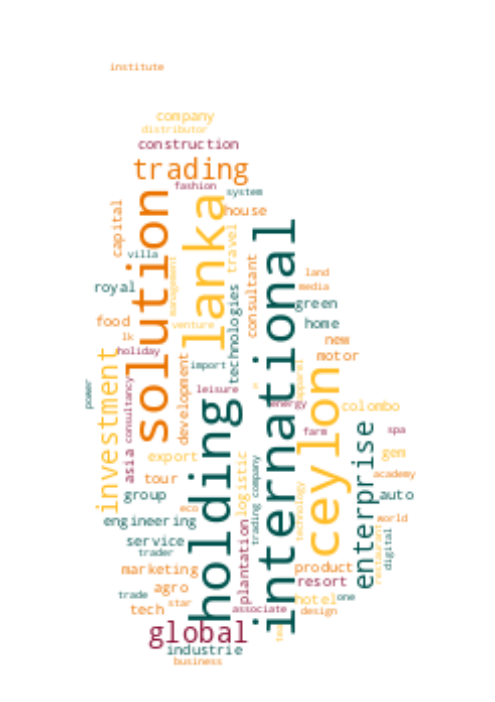 institute
company
distributor
construction
trading
fashion
system
house
capital
solution
lanka
travel
international
villa
management
consultant
land
royal
media
technologies
green
food
venture
home
lk
new
holiday
motor
investment
development
import
power
consultancy
leisure
apparel
holding
energy
ceylon
colombo
farm
spa
enterprise
asia
export
logistic
gem
trading company
technology
tour
academy
group
auto
eco
engineering
plantation
world
restaurant
digital
service
trader
marketing
product
agro
resort
trade
star
hotel
one
tech
associate
design
global
tea
industrie
business